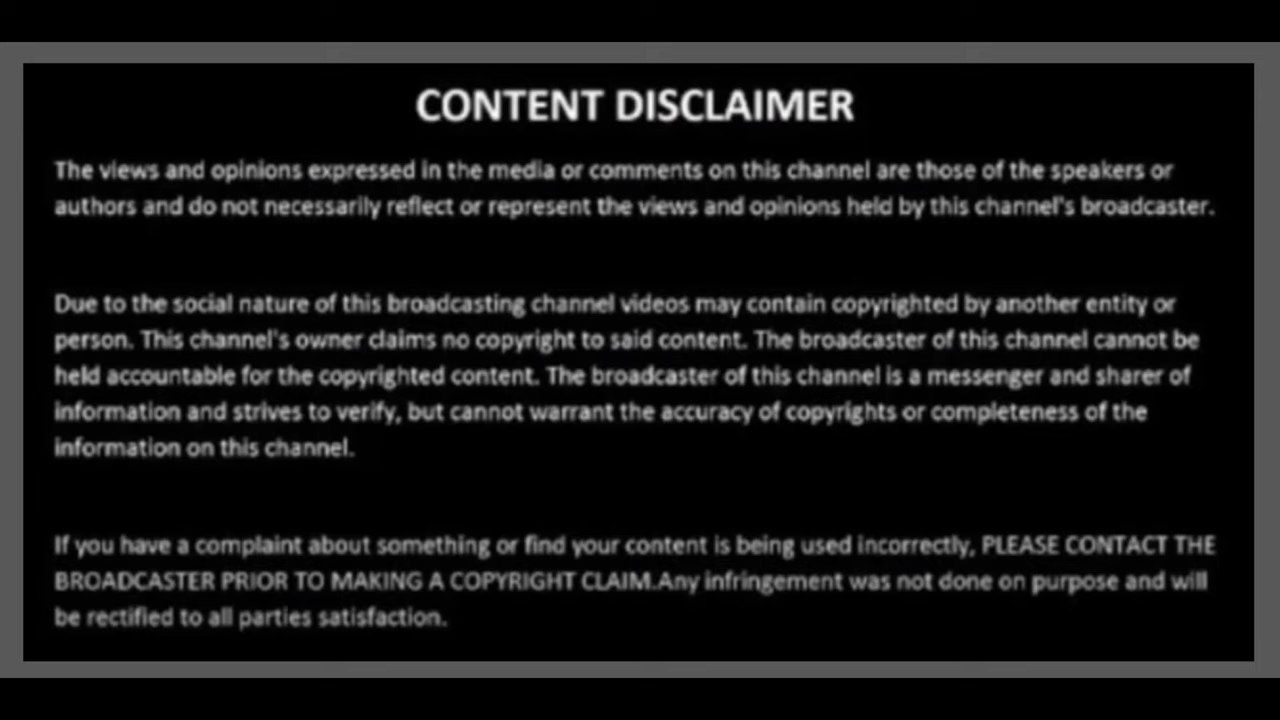 CONTENT DISCLAIMER
The views and opinions expressed in the media or comments on this channel are those of the speakers or
authors and do not necessarily reflect or represent the views and opinions held by this channel's broadcaster.
Due to the social nature of this broadcasting channel videos may contain copyrighted by another entity or
person. This channel's owner claims no copyright to said content. The broadcaster of this channel cannot be
held accountable for the copyrighted content. The broadcaster of this channel is a messenger and sharer of
information and strives to verify, but cannot warrant the accuracy of copyrights or completeness of the
information on this channel.
If you have a complaint about something or find your content is being used incorrectly, PLEASE CONTACT THE
BROADCASTER PRIOR TO MAKING A COPYRIGHT CLAIM.Any infringement was not done on purpose and will
be rectified to all parties satisfaction.